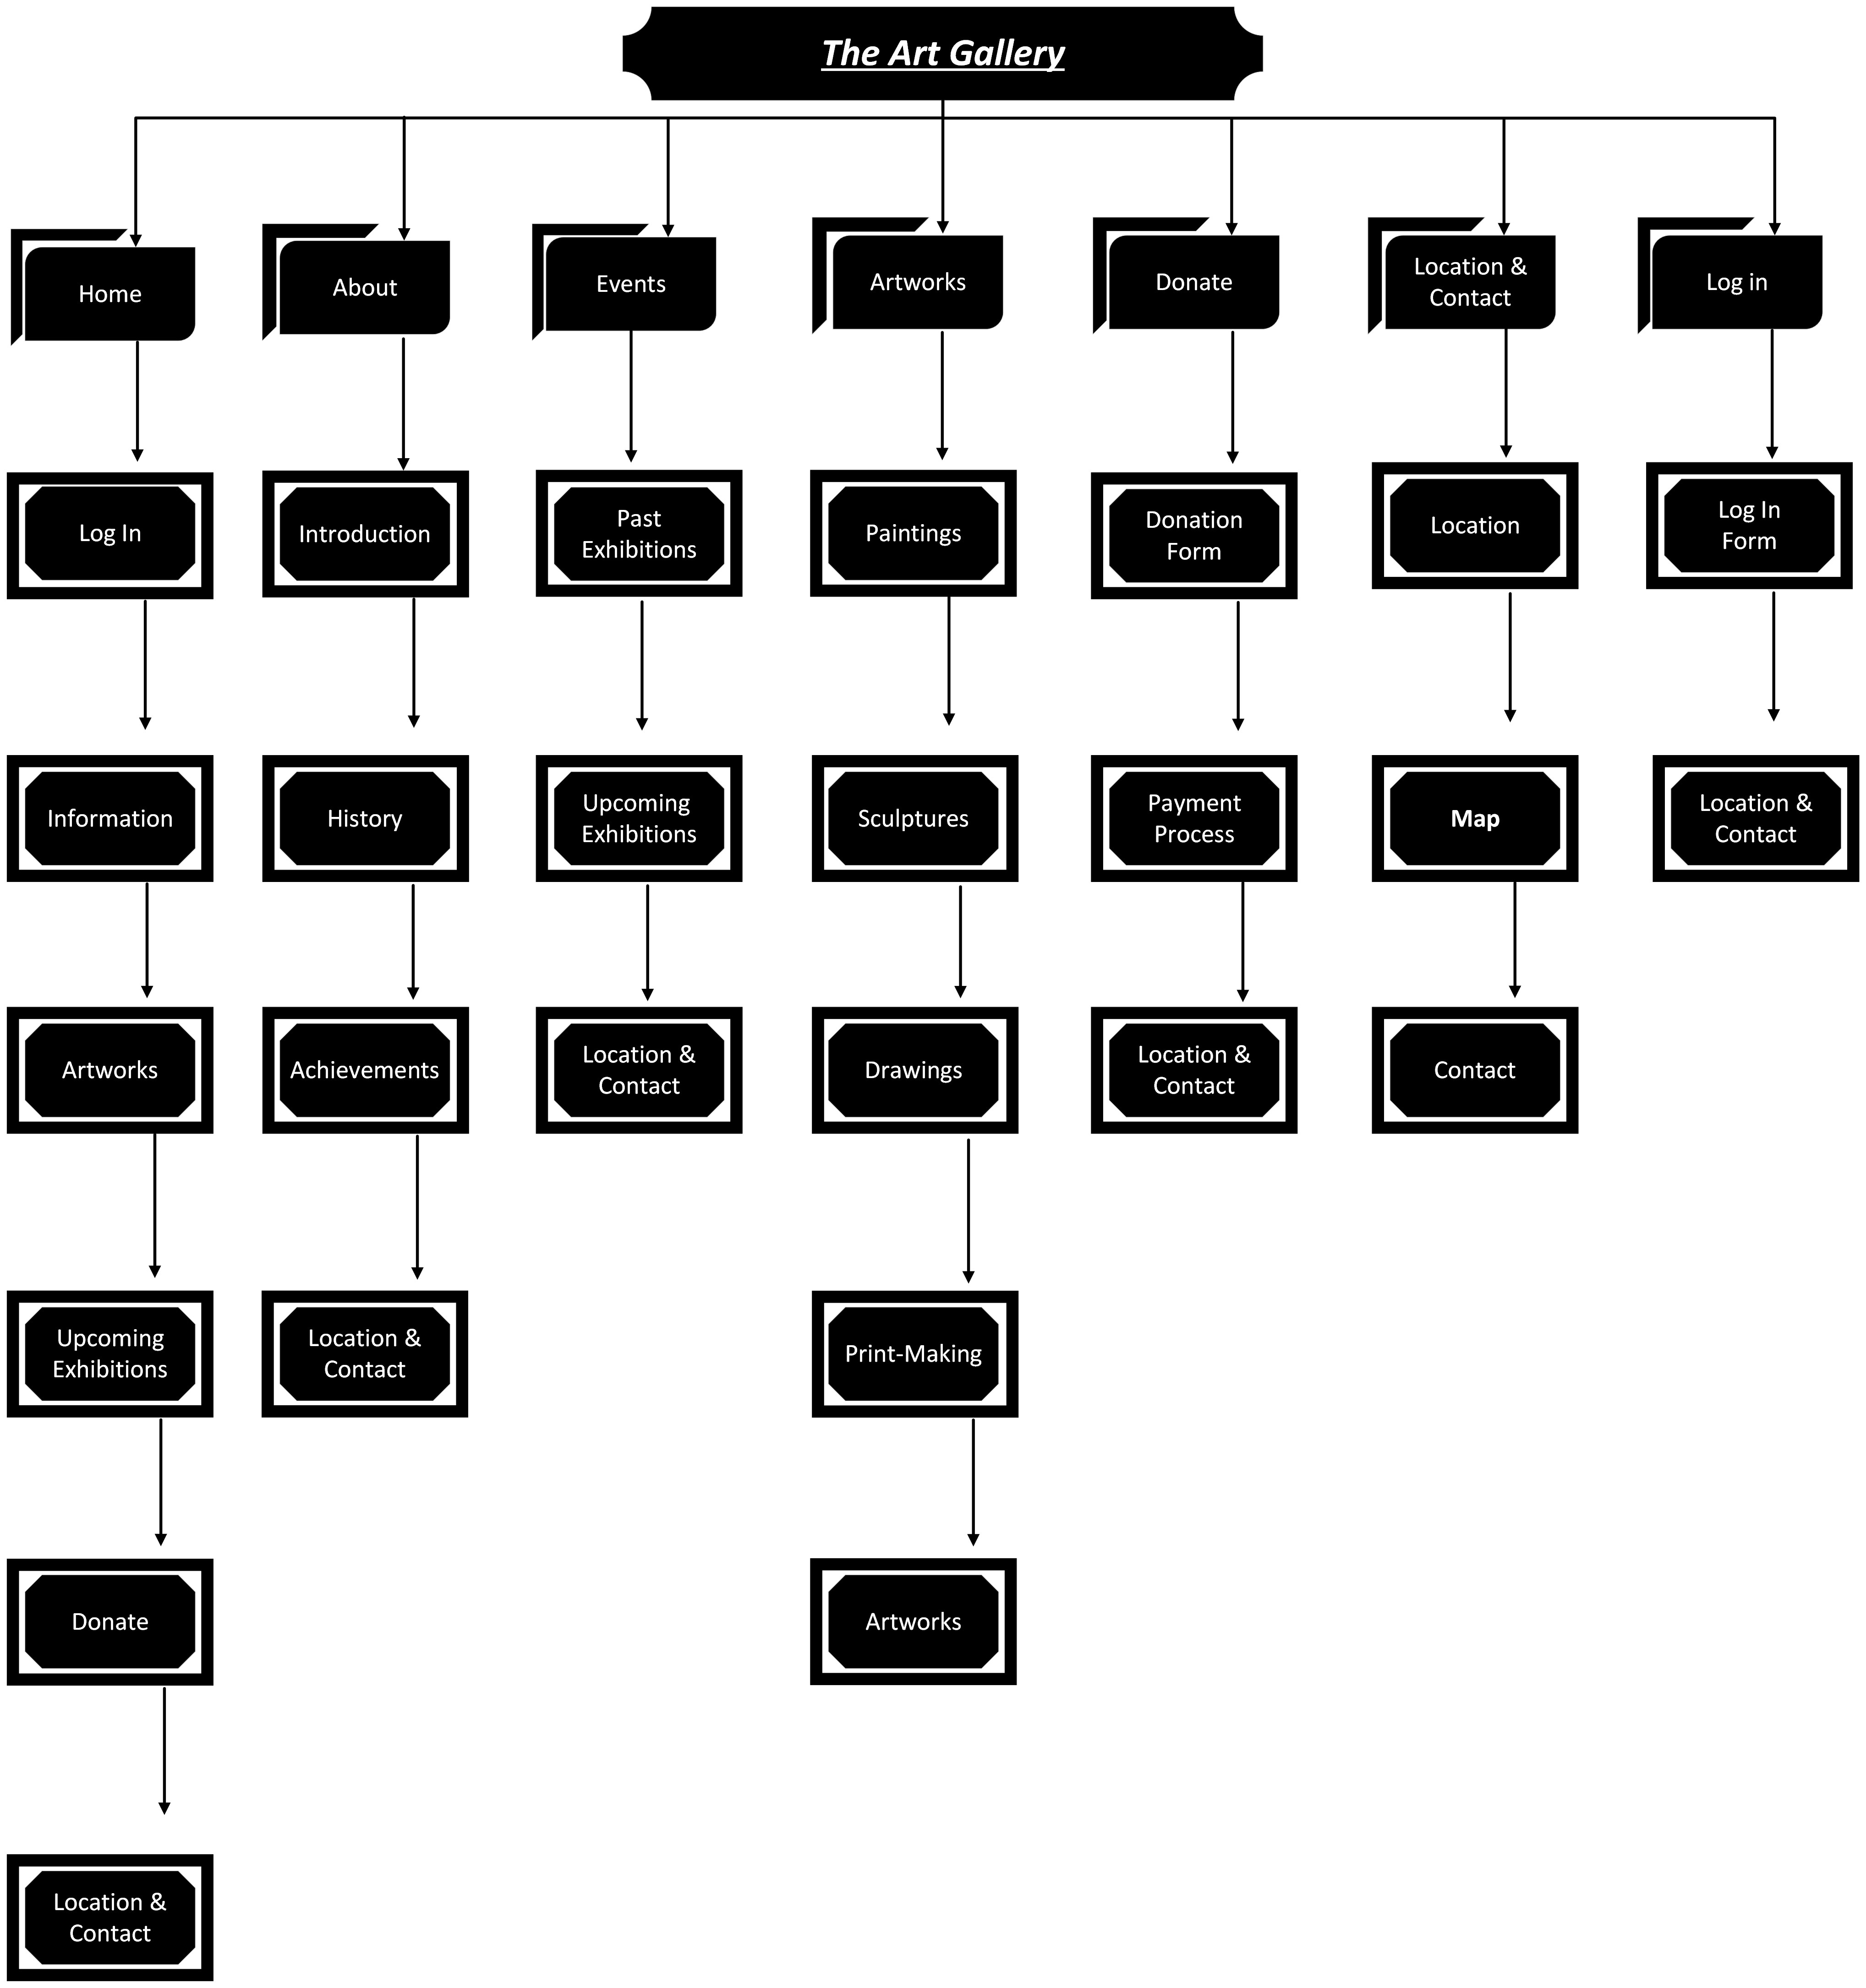 The Art Gallery
Home
About
Events
Artworks
Donate
Location &
Contact
Log in
Log In
Introduction
Past
Exhibitions
Paintings
Donation
Form
Location
Log In
Form
Information
History
Upcoming
Exhibitions
Sculptures
Payment
Process
Map
Location &
Contact
Artworks
Achievements
Location &
Contact
Drawings
Location &
Contact
Contact
Upcoming
Exhibitions
Location &
Contact
Print-Making
Donate
Artworks
Location &
Contact